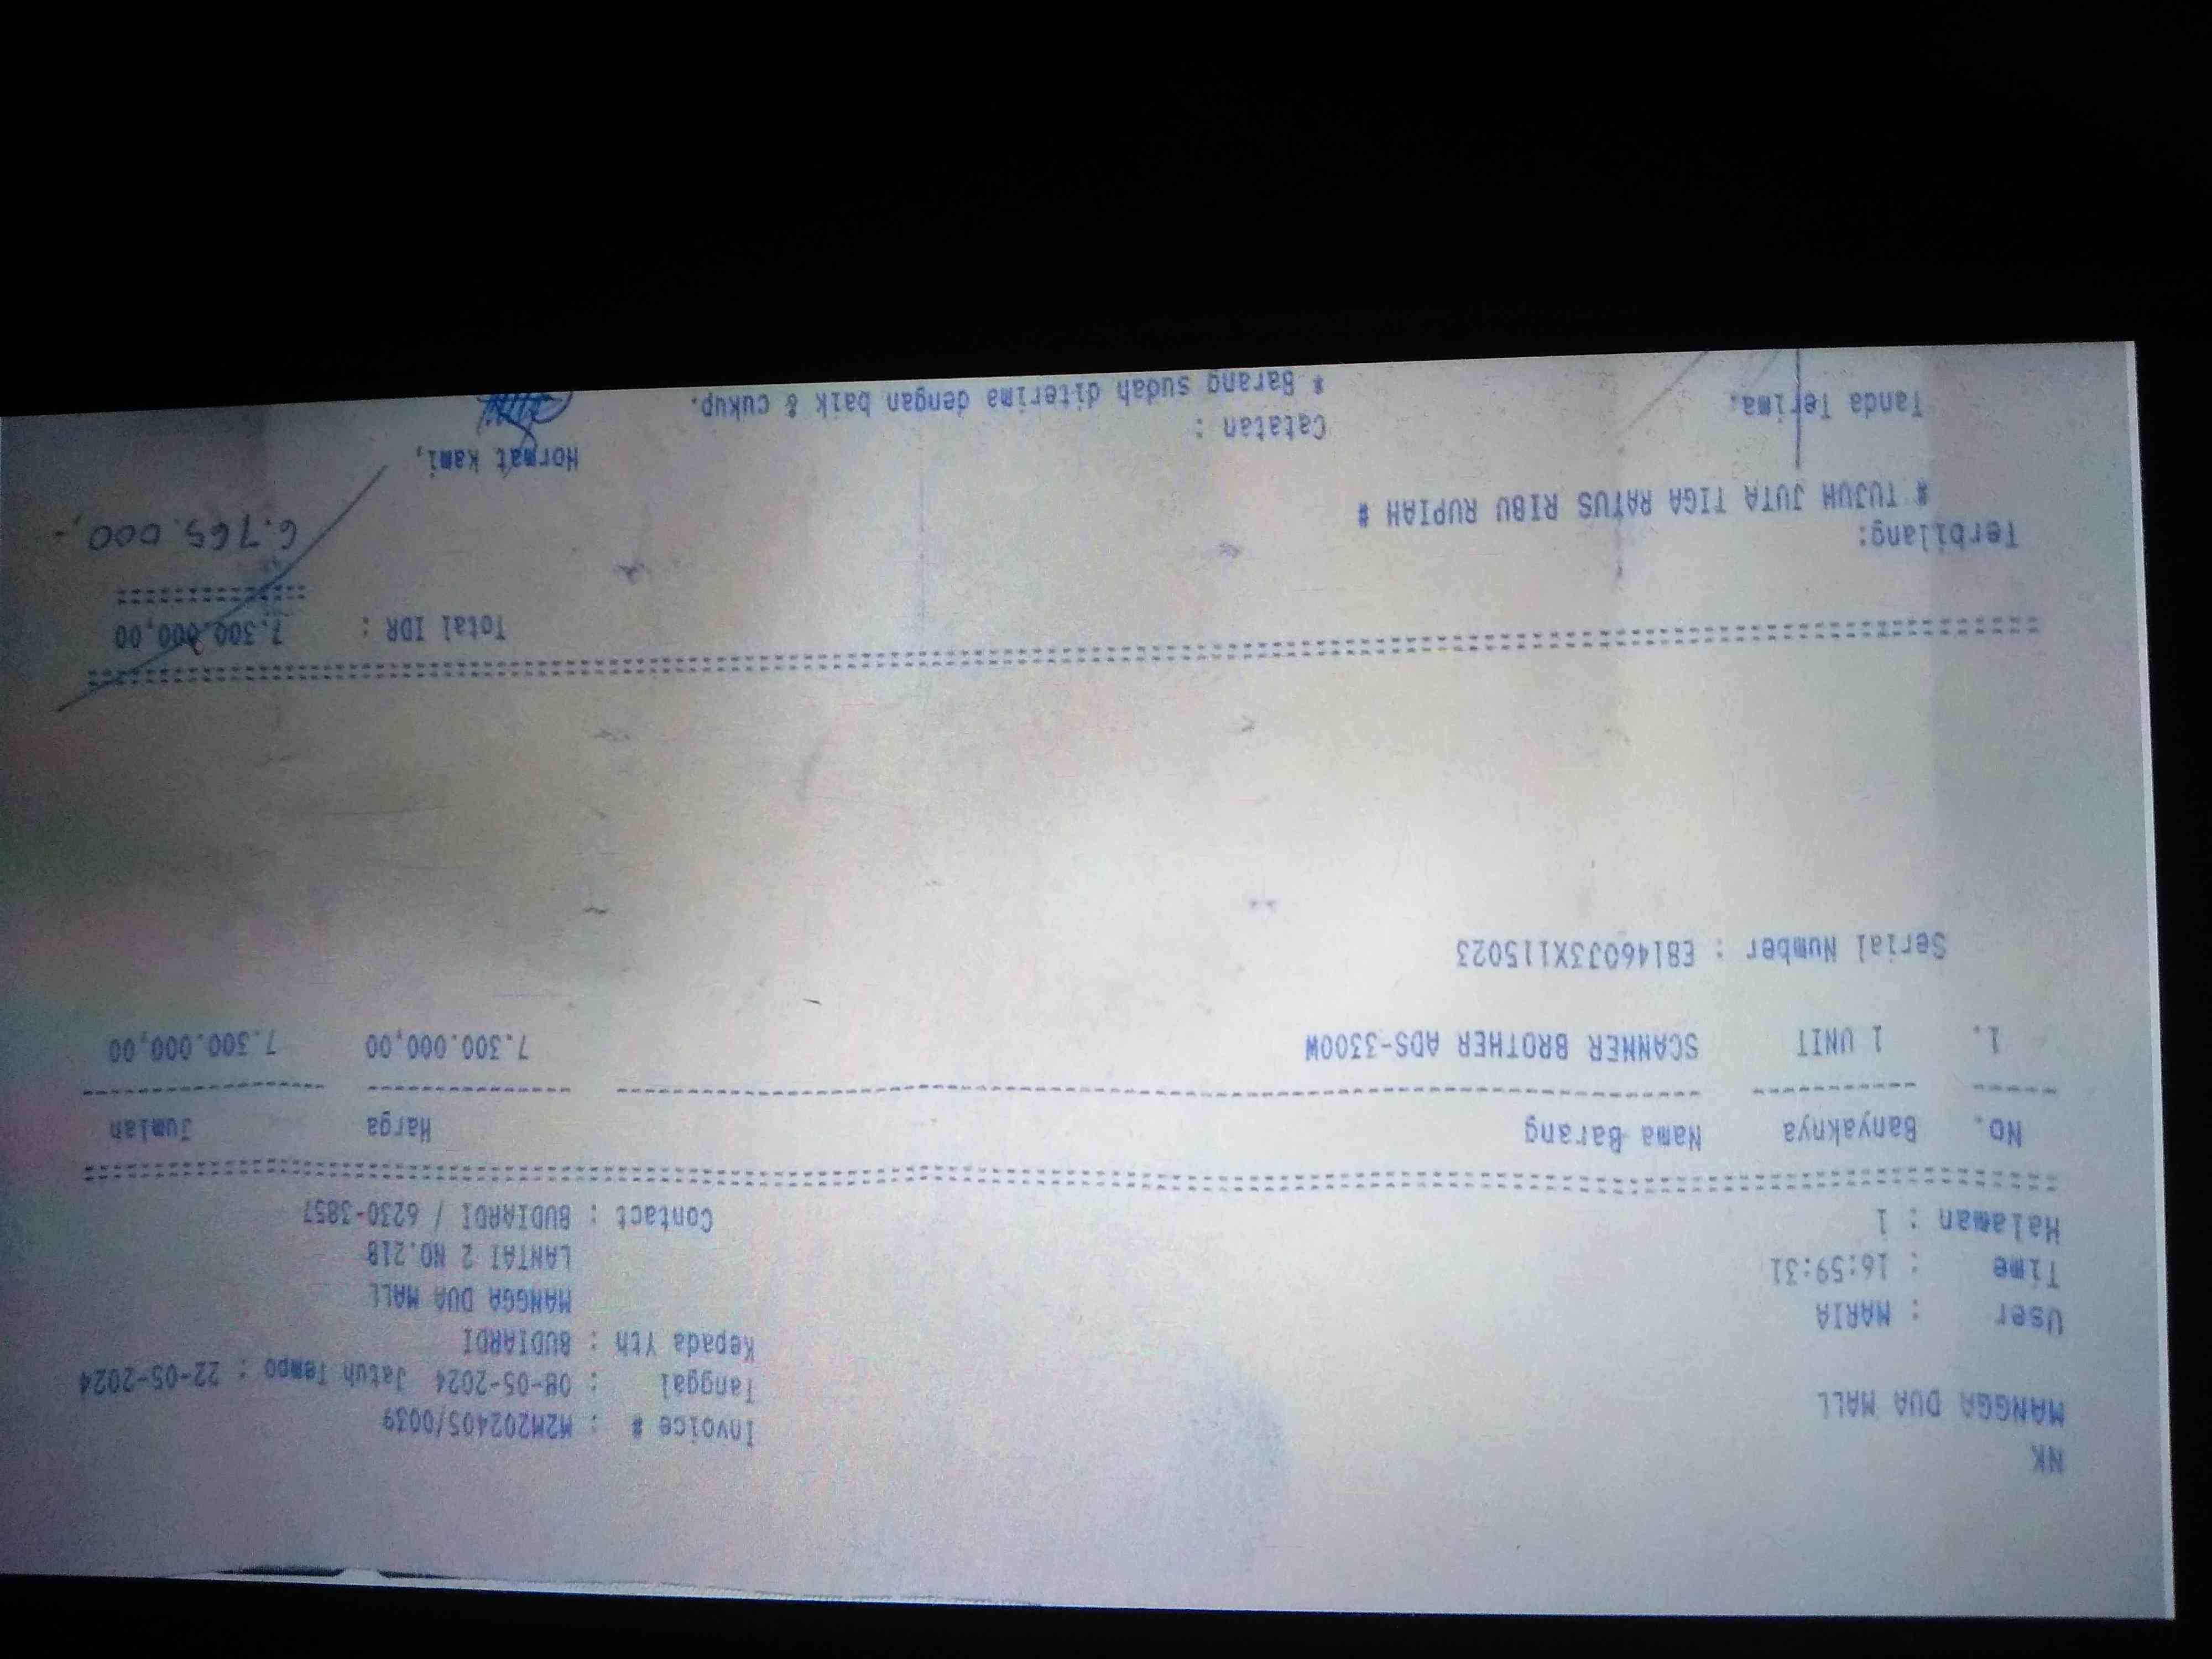 NK
MANGGA DUA MALL
User : MARIA
Time : 16:59:31
Halaman : 1
Invoice # : M2M202405/0039
Tanggal : 08-05-2024 Jatuh Tempo : 22-05-2024
Kepada Yth : BUDIARDI
MANGGA DUA MALL
LANTAI 2 NO.21B
Contact : BUDIARDI / 6230-3857
No. Banyaknya Nama Barang Harga Jumlah
1. 1 UNIT SCANNER BROTHER ADS-3300W 7.300.000,00 7.300.000,00
Serial Number : E81460J3X115023
Total IDR : 7.300.000,00
Terbilang:
# TUJUH JUTA TIGA RATUS RIBU RUPIAH #
6.765.000,-
Tanda Terima,
Catatan :
* Barang sudah diterima dengan baik & cukup.
Hormat kami,